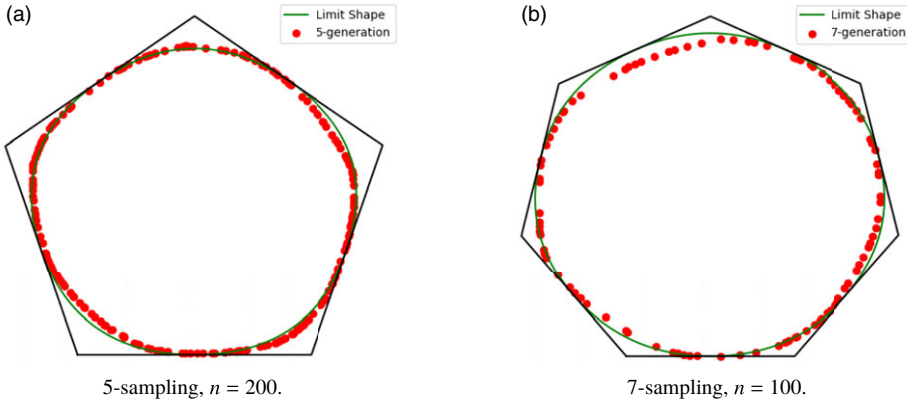 (a)
Limit Shape
5-generation
5-sampling, n = 200.
(b)
Limit Shape
7-generation
7-sampling, n = 100.